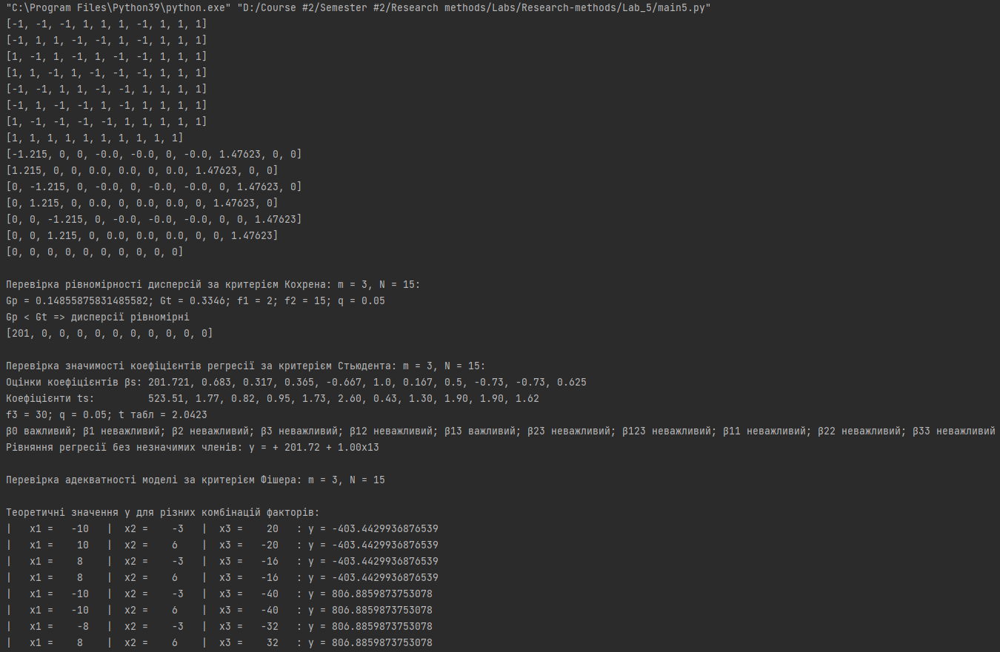 "C:\Program Files\Python39\python.exe" "D:/Course #2/Semester #2/Research methods/Labs/Research-methods/Lab_5/main5.py"
[-1, -1, -1, 1, 1, 1, -1, 1, 1, 1]
[-1, 1, 1, -1, -1, 1, -1, 1, 1, 1]
[1, -1, 1, -1, 1, -1, -1, 1, 1, 1]
[1, 1, -1, 1, -1, -1, -1, 1, 1, 1]
[-1, -1, 1, 1, -1, -1, 1, 1, 1, 1]
[-1, 1, -1, -1, 1, -1, 1, 1, 1, 1]
[1, -1, -1, -1, -1, 1, 1, 1, 1, 1]
[1, 1, 1, 1, 1, 1, 1, 1, 1, 1]
[-1.215, 0, 0, -0.0, -0.0, 0, -0.0, 1.47623, 0, 0]
[1.215, 0, 0, 0.0, 0.0, 0, 0.0, 1.47623, 0, 0]
[0, -1.215, 0, -0.0, 0, -0.0, -0.0, 0, 1.47623, 0]
[0, 1.215, 0, 0.0, 0, 0.0, 0.0, 0, 1.47623, 0]
[0, 0, -1.215, 0, -0.0, -0.0, -0.0, 0, 0, 1.47623]
[0, 0, 1.215, 0, 0.0, 0.0, 0.0, 0, 0, 1.47623]
[0, 0, 0, 0, 0, 0, 0, 0, 0, 0]
Перевірка рівномірності дисперсій за критерієм Кохрена: m = 3, N = 15:
Gp = 0.14855875831485582; Gt = 0.3346; f1 = 2; f2 = 15; q = 0.05
Gp < Gt => дисперсії рівномірні
[201, 0, 0, 0, 0, 0, 0, 0, 0, 0, 0]
Перевірка значимості коефіцієнтів регресії за критерієм Стьюдента: m = 3, N = 15:
Оцінки коефіцієнтів βs: 201.721, 0.683, 0.317, 0.365, -0.667, 1.0, 0.167, 0.5, -0.73, -0.73, 0.625
Коефіцієнти ts:         523.51, 1.77, 0.82, 0.95, 1.73, 2.60, 0.43, 1.30, 1.90, 1.90, 1.62
f3 = 30; q = 0.05; t табл = 2.0423
β0 важливий; β1 неважливий; β2 неважливий; β3 неважливий; β12 неважливий; β13 важливий; β23 неважливий; β123 неважливий; β11 неважливий; β22 неважливий; β33 неважливий
Рівняння регресії без незначимих членів: y = + 201.72 + 1.00x13
Перевірка адекватності моделі за критерієм Фішера: m = 3, N = 15
Теоретичні значення y для різних комбінацій факторів:
|   x1 =   -10   |  x2 =    -3   |  x3 =    20   : y = -403.4429936876539
|   x1 =    10   |  x2 =    6    |  x3 =   -20   : y = -403.4429936876539
|   x1 =    8    |  x2 =    -3   |  x3 =   -16   : y = -403.4429936876539
|   x1 =    8    |  x2 =    6    |  x3 =   -16   : y = -403.4429936876539
|   x1 =   -10   |  x2 =    -3   |  x3 =   -40   : y = 806.8859873753078
|   x1 =   -10   |  x2 =    6    |  x3 =   -40   : y = 806.8859873753078
|   x1 =    -8   |  x2 =    -3   |  x3 =   -32   : y = 806.8859873753078
|   x1 =    8    |  x2 =    6    |  x3 =    32   : y = 806.8859873753078